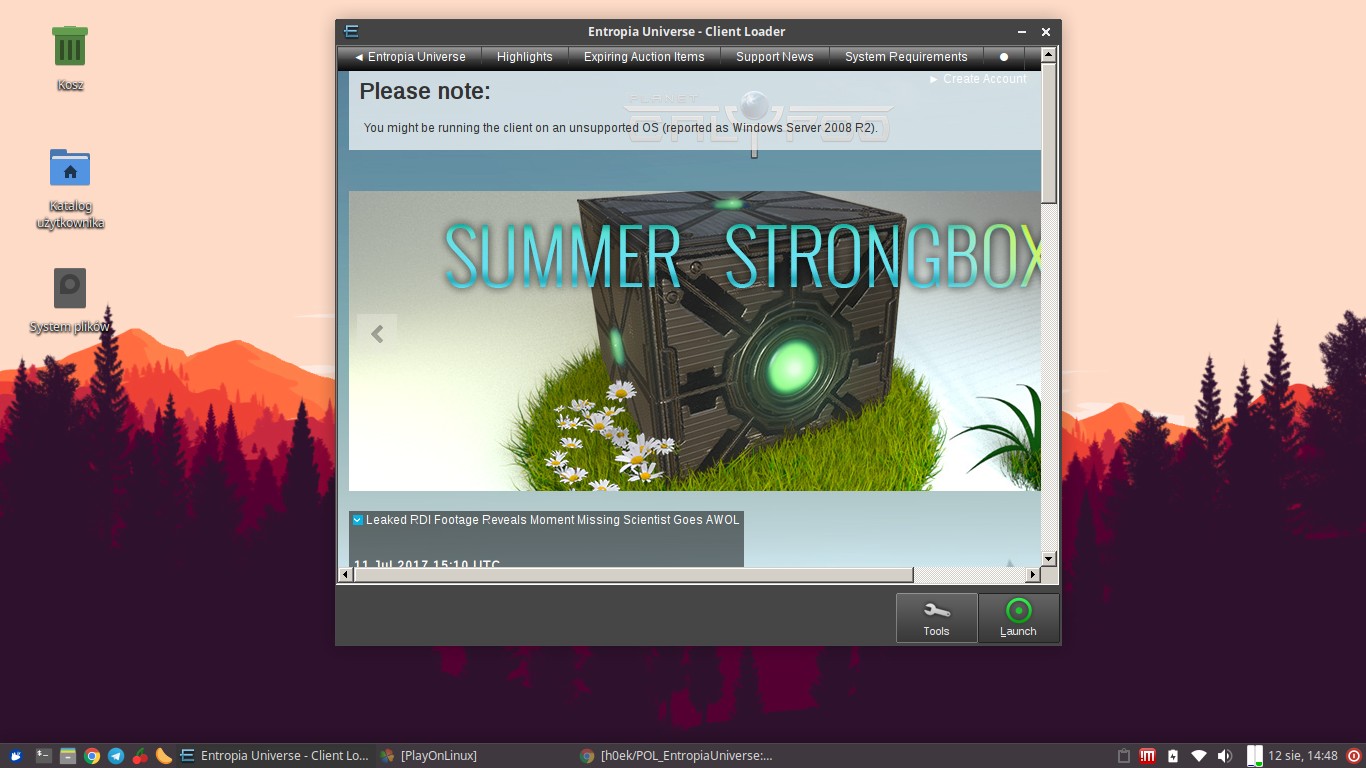 Entropia Universe - Client Loader
◄ Entropia Universe
Highlights
Expiring Auction Items
Support News
System Requirements
► Create Account
Please note:
PLANET
CALYPSO
You might be running the client on an unsupported OS (reported as Windows Server 2008 R2).
SUMMER STRONGBOX
Leaked RDI Footage Reveals Moment Missing Scientist Goes AWOL
11 Jul 2017 15:10 UTC
Tools
Launch
Kosz
Katalog
użytkownika
System plików
Entropia Universe - Client Lo...
[PlayOnLinux]
[h0ek/POL_EntropiaUniverse:...
12 sie, 14:48